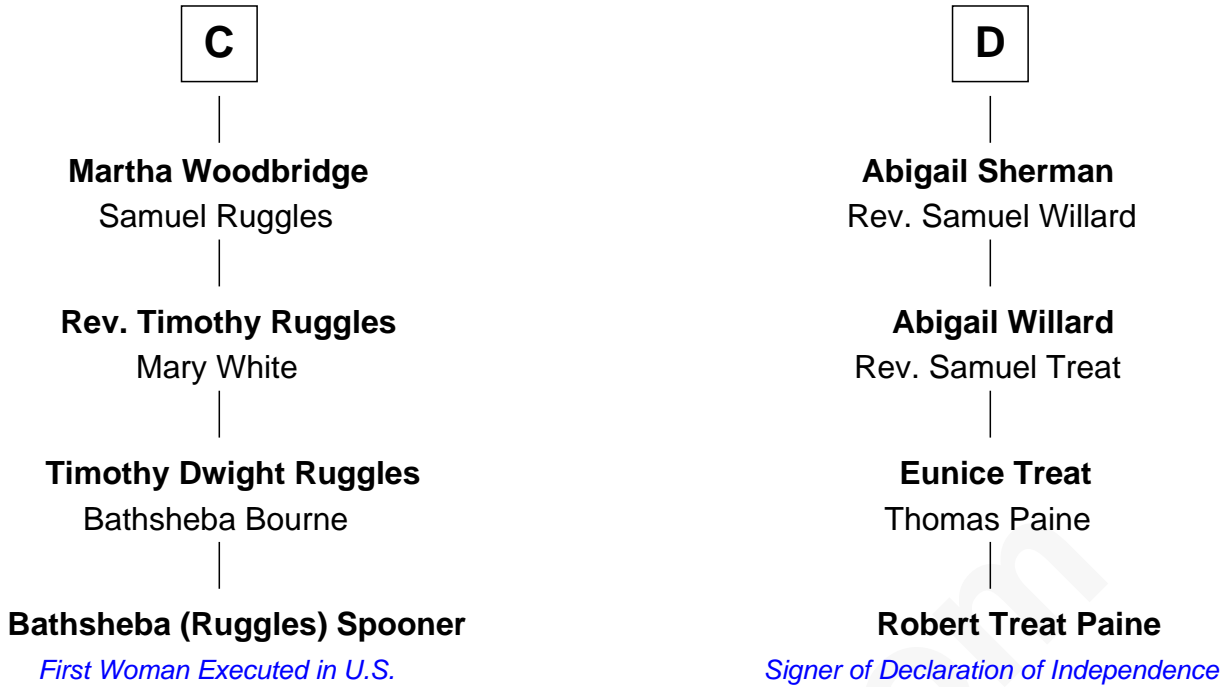 C
Martha Woodbridge
Samuel Ruggles
Rev. Timothy Ruggles
Mary White
Timothy Dwight Ruggles
Bathsheba Bourne
Bathsheba (Ruggles) Spooner
First Woman Executed in U.S.
D
Abigail Sherman
Rev. Samuel Willard
Abigail Willard
Rev. Samuel Treat
Eunice Treat
Thomas Paine
Robert Treat Paine
Signer of Declaration of Independence